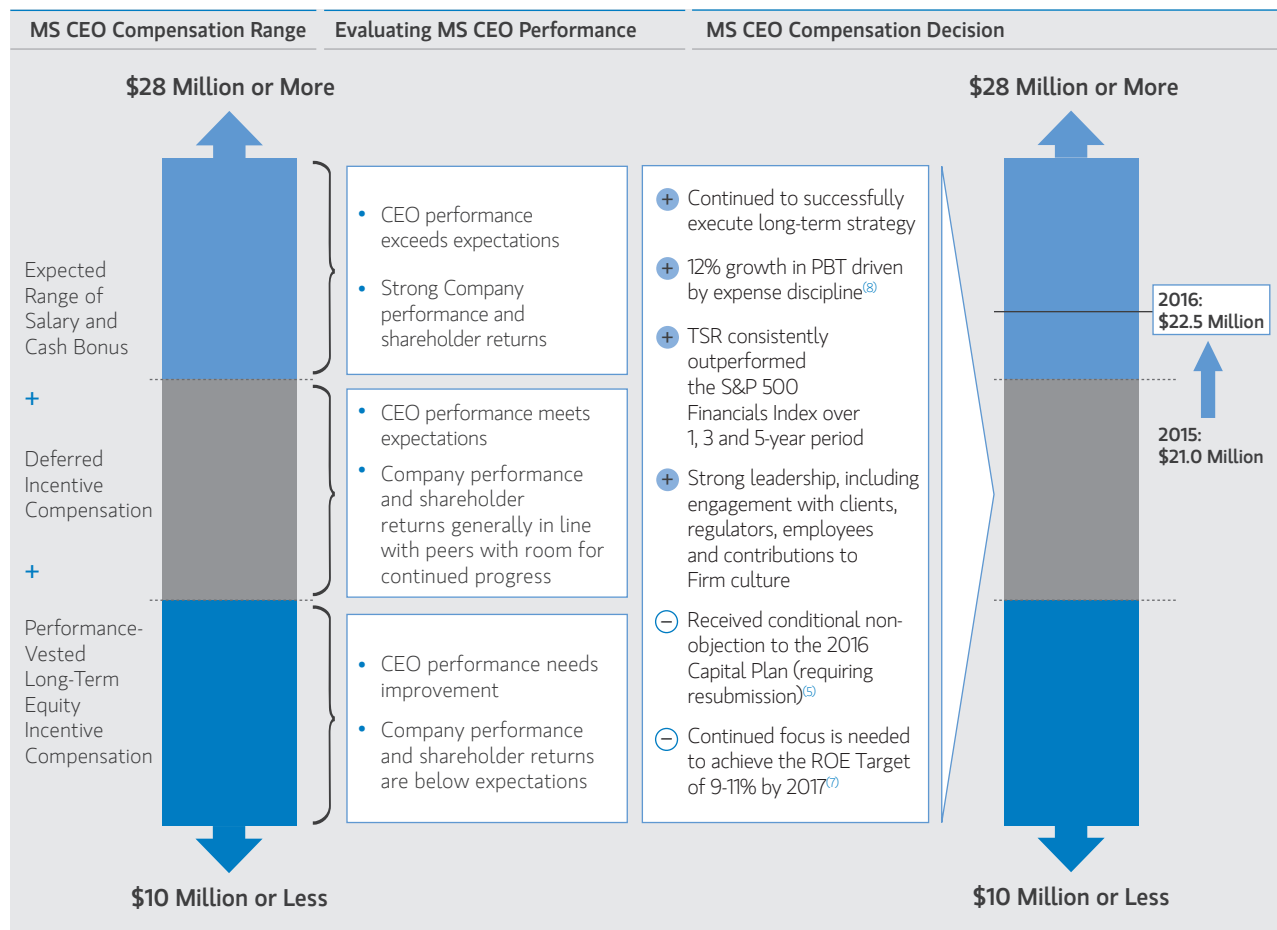 MS CEO Compensation Range
Evaluating MS CEO Performance
MS CEO Compensation Decision
$28 Million or More
Expected
Range of
Salary and
Cash Bonus
+
Deferred
Incentive
Compensation
+
Performance-
Vested
Long-Term
Equity
Incentive
Compensation
$10 Million or Less
• CEO performance
exceeds expectations
• Strong Company
performance and
shareholder returns
• CEO performance meets
expectations
• Company performance
and shareholder
returns generally in line
with peers with room for
continued progress
• CEO performance needs
improvement
• Company performance
and shareholder returns
are below expectations
+ Continued to successfully
execute long-term strategy
+ 12% growth in PBT driven
by expense discipline(8)
+ TSR consistently
outperformed
the S&P 500
Financials Index over
1, 3 and 5-year period
+ Strong leadership, including
engagement with clients,
regulators, employees
and contributions to
Firm culture
− Received conditional non-
objection to the 2016
Capital Plan (requiring
resubmission)(5)
− Continued focus is needed
to achieve the ROE Target
of 9-11% by 2017(7)
$28 Million or More
2016:
$22.5 Million
2015:
$21.0 Million
$10 Million or Less